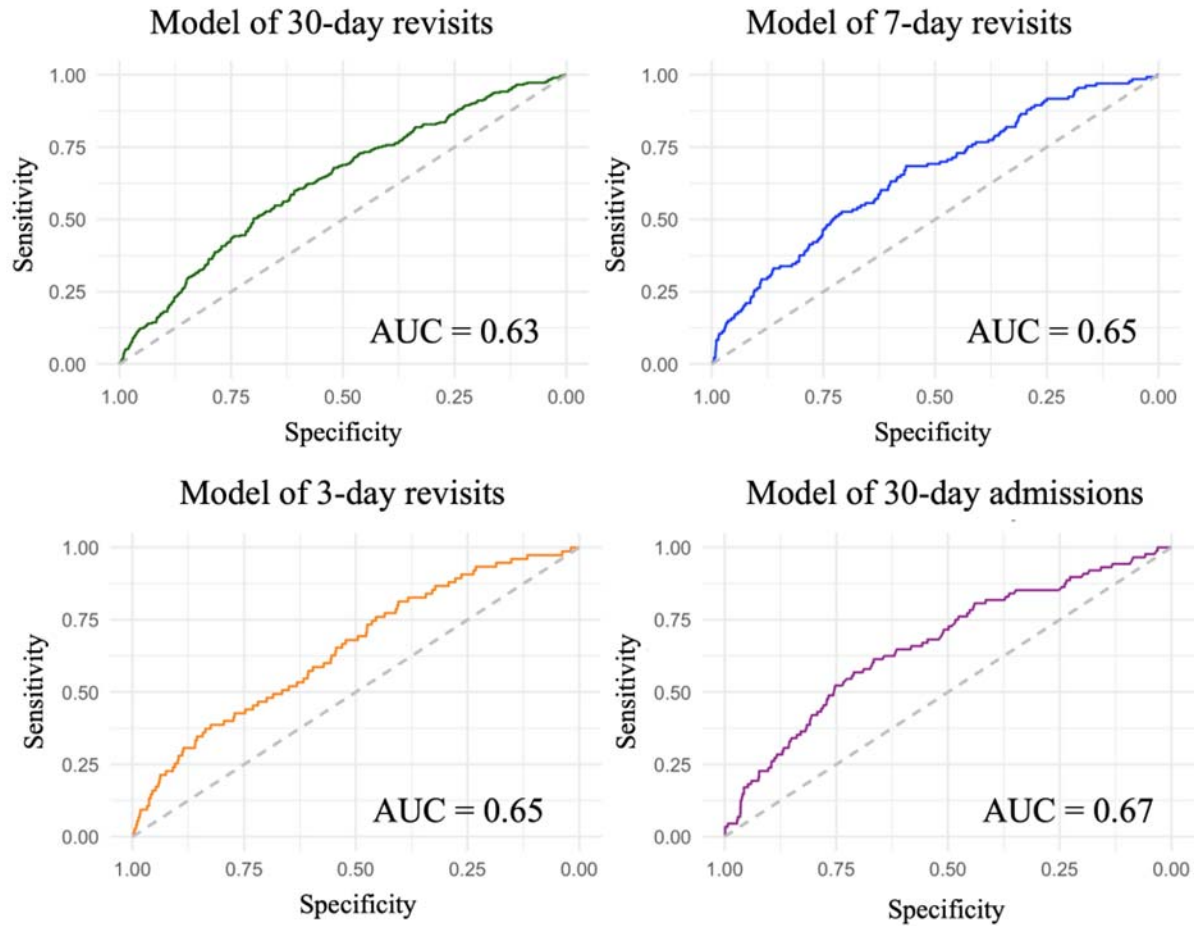 Model of 30-day revisits
1.00
0.75
0.50
0.25
0.00
Sensitivity
AUC = 0.63
1.00 0.75 0.50 0.25 0.00
Specificity
Model of 7-day revisits
1.00
0.75
0.50
0.25
0.00
Sensitivity
AUC = 0.65
1.00 0.75 0.50 0.25 0.00
Specificity
Model of 3-day revisits
1.00
0.75
0.50
0.25
0.00
Sensitivity
AUC = 0.65
1.00 0.75 0.50 0.25 0.00
Specificity
Model of 30-day admissions
1.00
0.75
0.50
0.25
0.00
Sensitivity
AUC = 0.67
1.00 0.75 0.50 0.25 0.00
Specificity